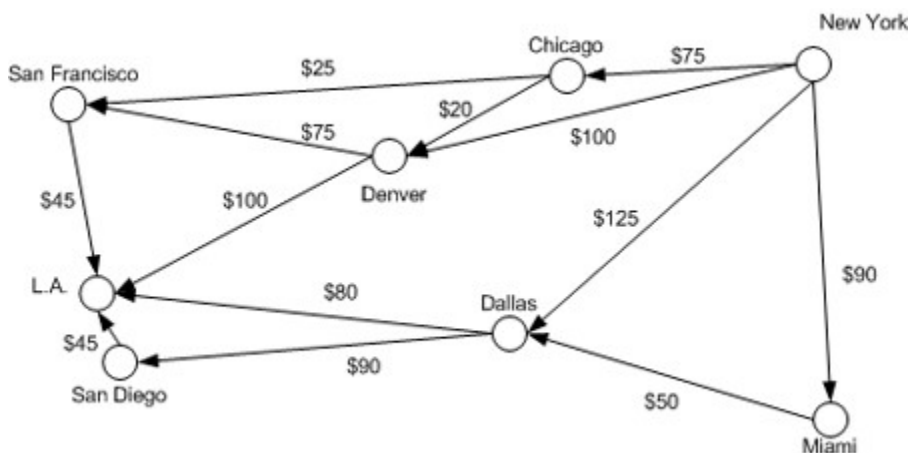 New York
Chicago
$75
San Francisco
$25
$20
$75
$100
Denver
$45
$100
$125
L.A.
$80
Dallas
$90
$45
$90
San Diego
$50
Miami